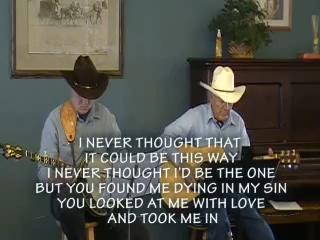 I NEVER THOUGHT THAT
IT COULD BE THIS WAY
I NEVER THOUGHT I'D BE THE ONE
BUT YOU FOUND ME DYING IN MY SIN
YOU LOOKED AT ME WITH LOVE
AND TOOK ME IN